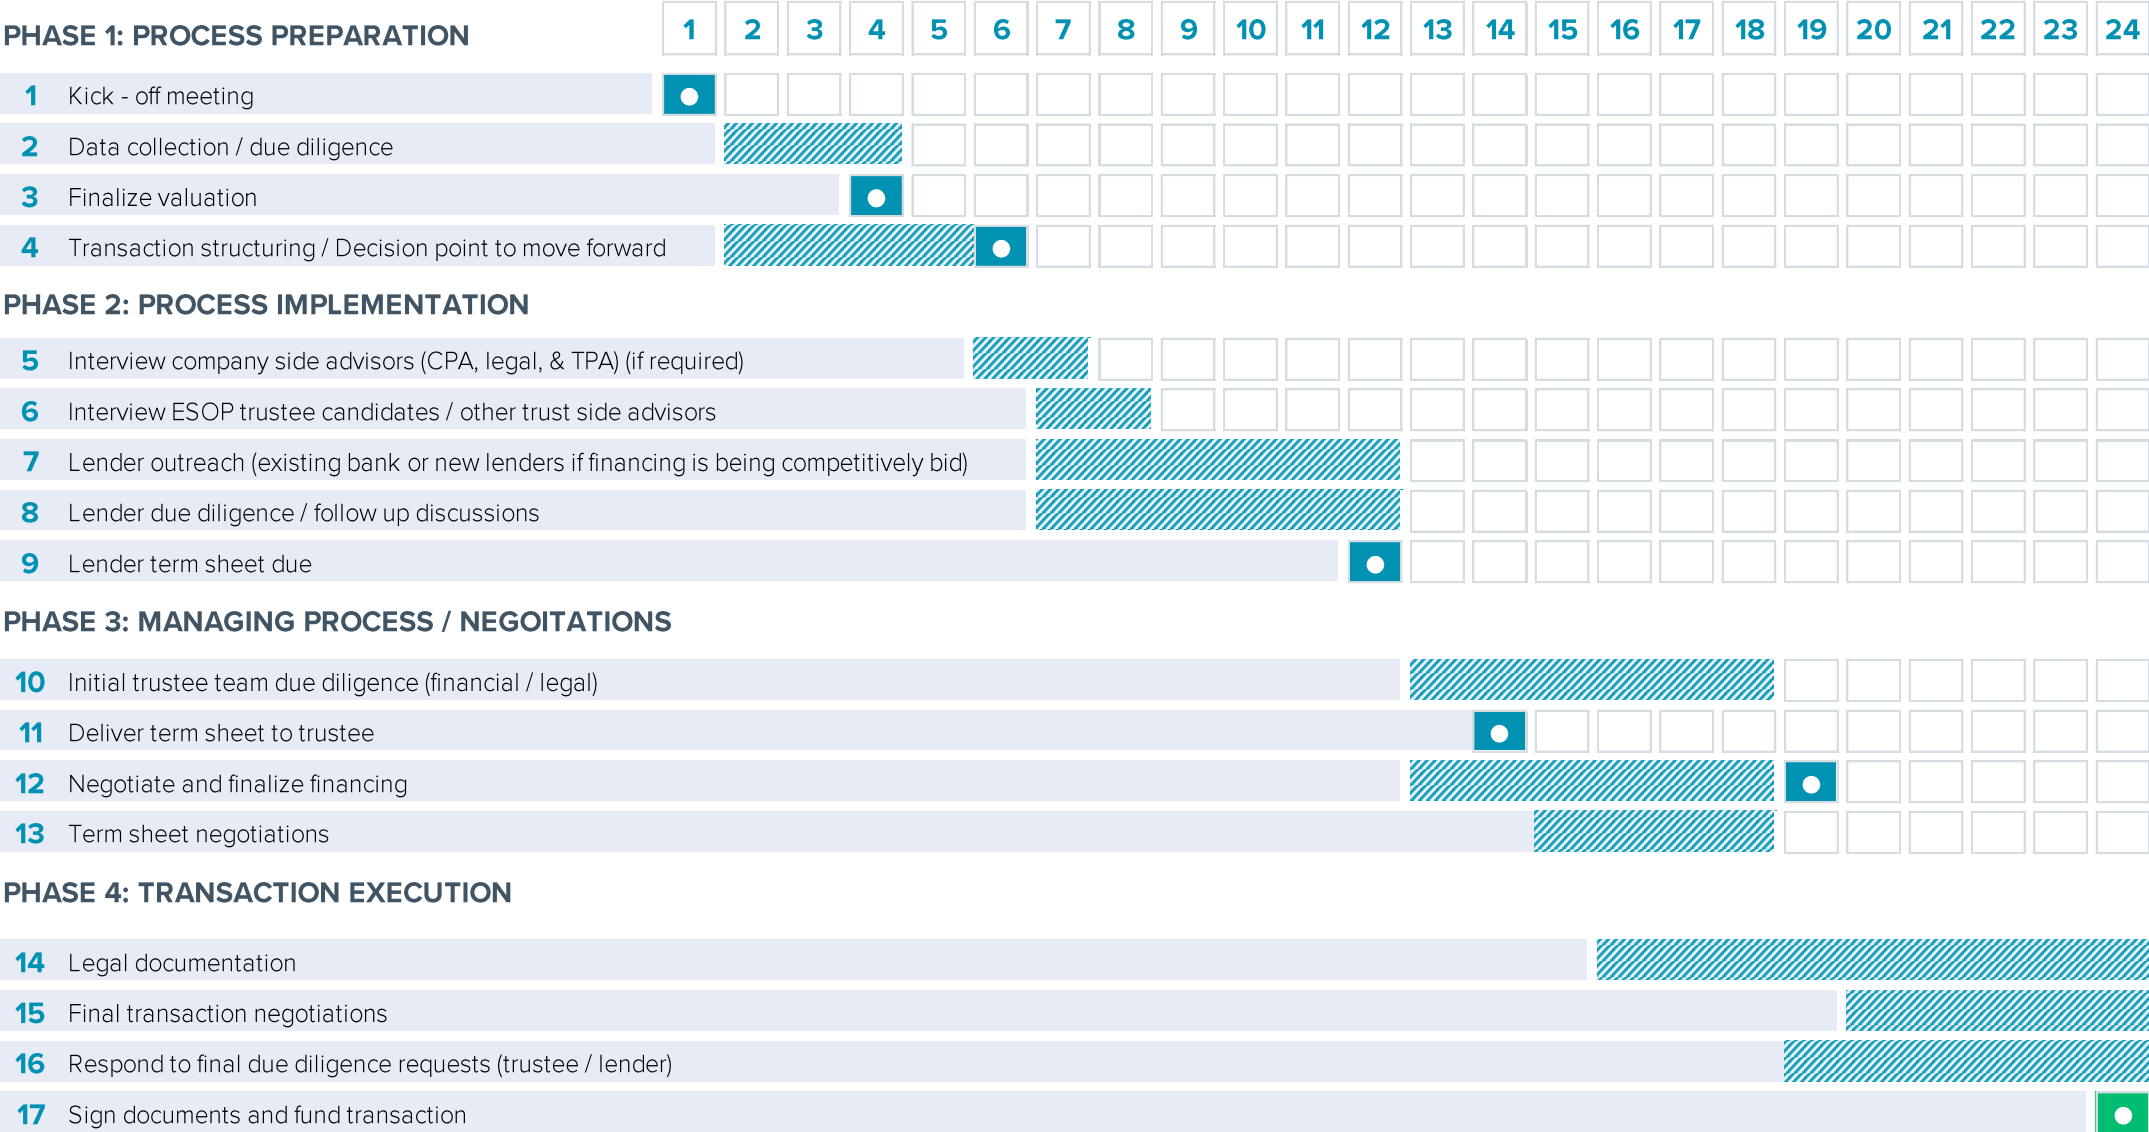 PHASE 1: PROCESS PREPARATION 1 2 3 4 5 6 7 8 9 10 11 12 13 14 15 16 17 18 19 20 21 22 23 24
1 Kick - off meeting
2 Data collection / due diligence
3 Finalize valuation
4 Transaction structuring / Decision point to move forward
PHASE 2: PROCESS IMPLEMENTATION
5 Interview company side advisors (CPA, legal, & TPA) (if required)
6 Interview ESOP trustee candidates / other trust side advisors
7 Lender outreach (existing bank or new lenders if financing is being competitively bid)
8 Lender due diligence / follow up discussions
9 Lender term sheet due
PHASE 3: MANAGING PROCESS / NEGOITATIONS
10 Initial trustee team due diligence (financial / legal)
11 Deliver term sheet to trustee
12 Negotiate and finalize financing
13 Term sheet negotiations
PHASE 4: TRANSACTION EXECUTION
14 Legal documentation
15 Final transaction negotiations
16 Respond to final due diligence requests (trustee / lender)
17 Sign documents and fund transaction